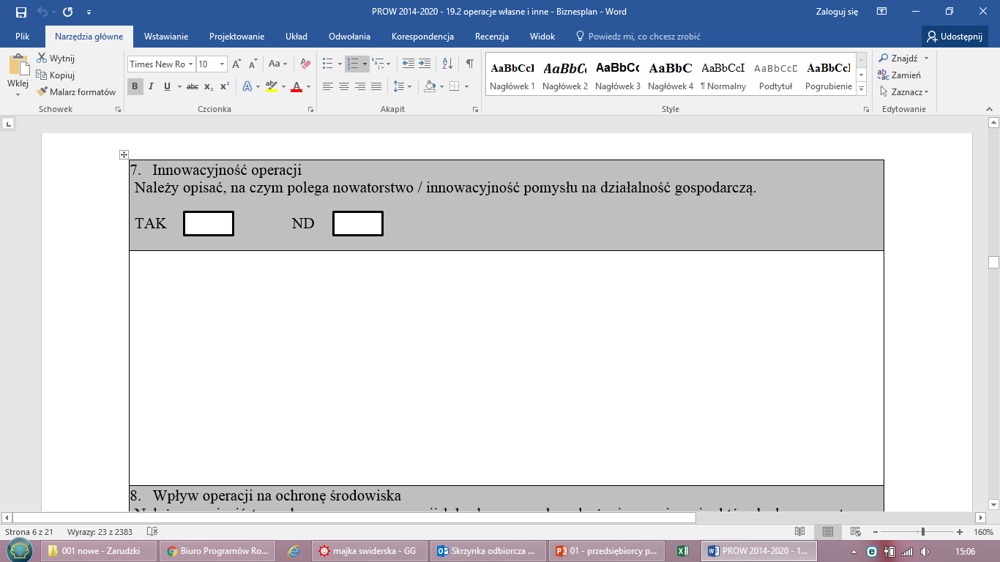 PROW 2014-2020 - 19.2 operacje własne i inne - Biznesplan - Word
Zaloguj się
Plik Narzędzia główne Wstawianie Projektowanie Układ Odwołania Korespondencja Recenzja Widok Powiedz mi, co chcesz zrobić Udostępnij
Wklej
Wytnij
Kopiuj
Malarz formatów
Schowek
Times New Ro 10
Czcionka
Akapit
AaBbCcI AaBbCc AaBbCc AaBbC AaBbCcI AaBbCcD AaBbCcI
Nagłówek 1 Nagłówek 2 Nagłówek 3 Nagłówek 4 ¶ Normalny Podtytuł Pogrubienie
Style
Znajdź
Zamień
Zaznacz
Edytowanie
7. Innowacyjność operacji
Należy opisać, na czym polega nowatorstwo / innowacyjność pomysłu na działalność gospodarczą.
TAK ND
8. Wpływ operacji na ochronę środowiska
Strona 6 z 21 Wyrazy: 23 z 2383 160%
001 nowe - Zarudzki Biuro Programów Ro... majka swiderska - GG Skrzynka odbiorcza ... 01 - przedsiębiorcy p... PROW 2014-2020 - 1... 15:06